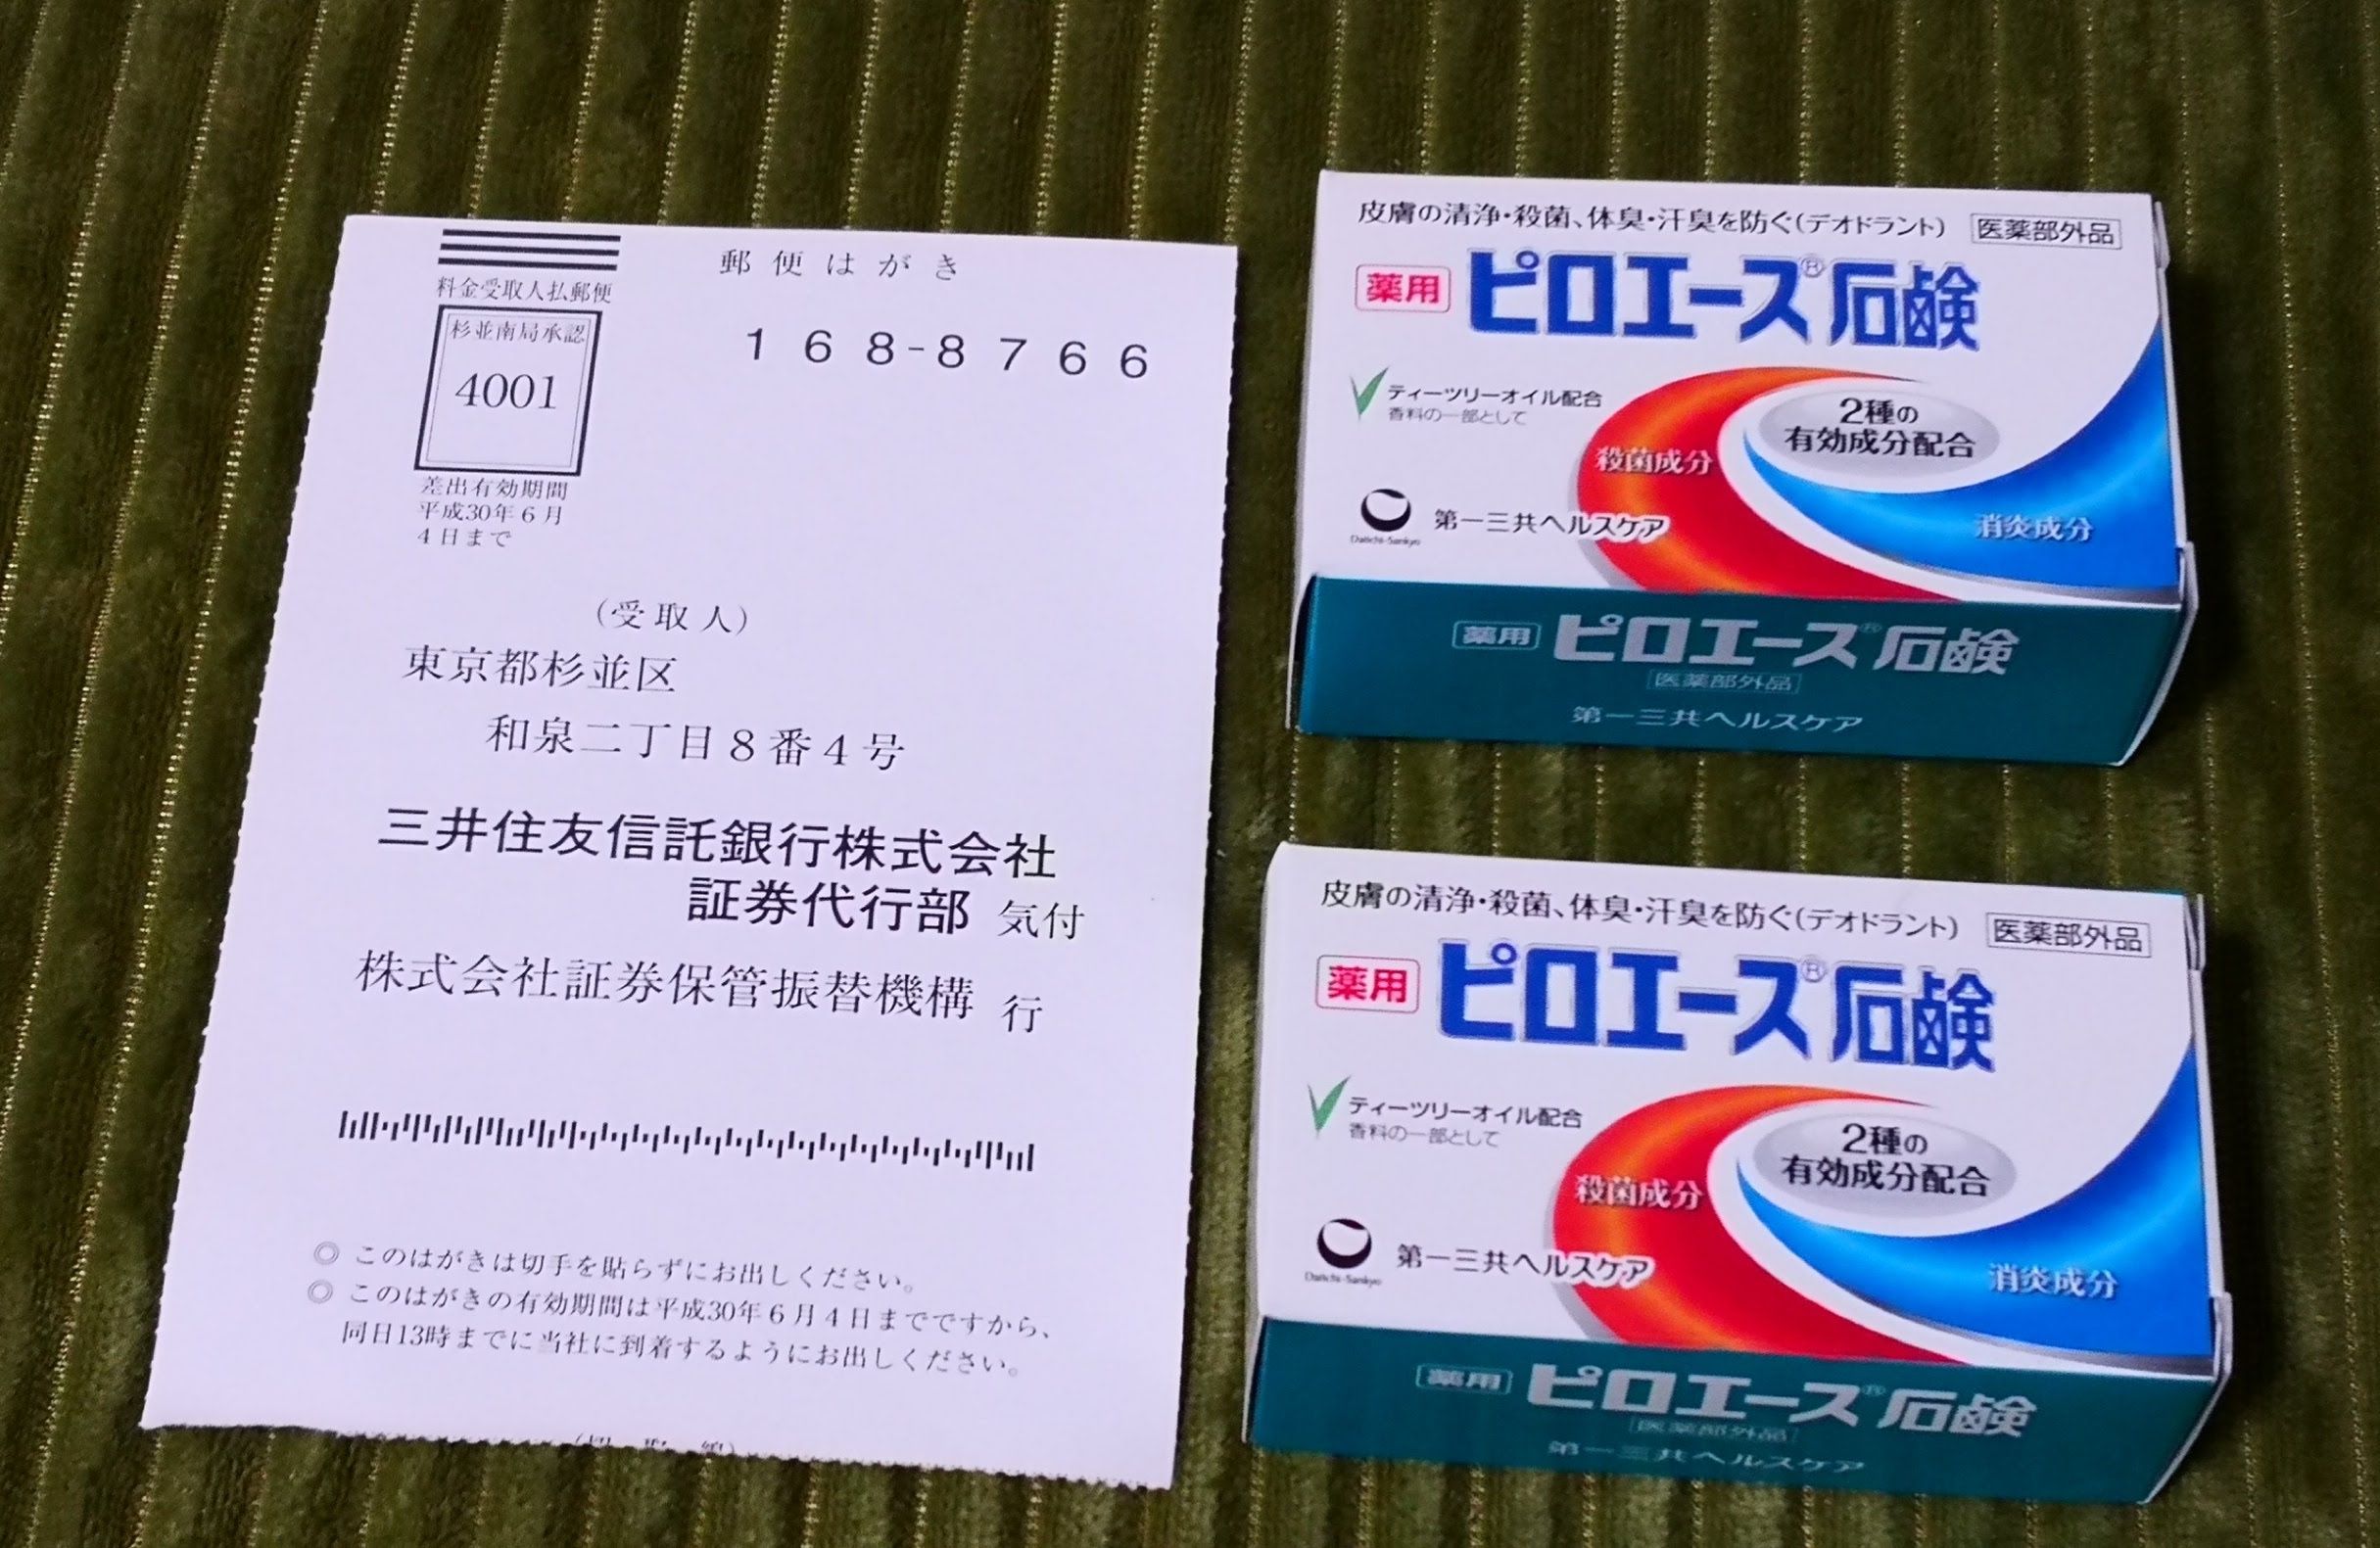 郵便はがき
料金受取人払郵便
杉並南局承認
4001
差出有効期間
平成30年6月
4日まで
168-8766
(受取人)
東京都杉並区
和泉二丁目8番4号
三井住友信託銀行株式会社
証券代行部 気付
株式会社証券保管振替機構 行
◎ このはがきは切手を貼らずにお出しください。
◎ このはがきの有効期間は平成30年6月4日までですから、
同日13時までに当社に到着するようにお出しください。
皮膚の清浄・殺菌、体臭・汗臭を防ぐ(デオドラント) 医薬部外品
薬用 ピロエース®石鹸
ティーツリーオイル配合
香料の一部として
2種の
有効成分配合
殺菌成分
消炎成分
Daiichi-Sankyo
第一三共ヘルスケア
薬用 ピロエース®石鹸
医薬部外品
第一三共ヘルスケア
皮膚の清浄・殺菌、体臭・汗臭を防ぐ(デオドラント) 医薬部外品
薬用 ピロエース®石鹸
ティーツリーオイル配合
香料の一部として
2種の
有効成分配合
殺菌成分
消炎成分
Daiichi-Sankyo
第一三共ヘルスケア
薬用 ピロエース®石鹸
医薬部外品
第一三共ヘルスケア